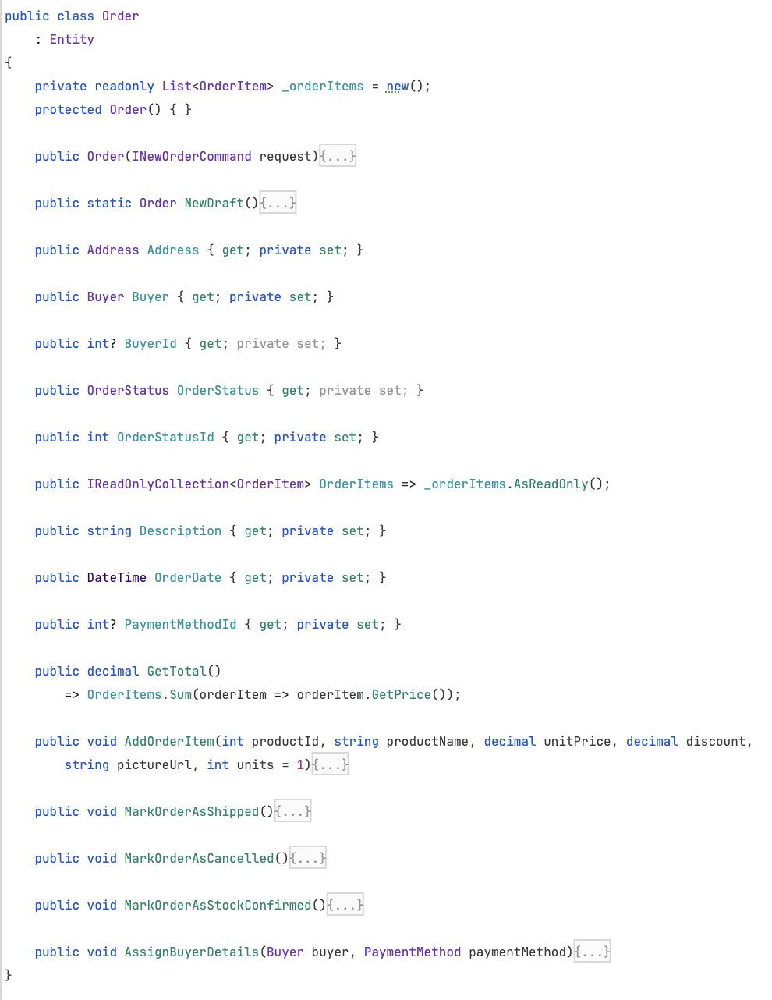 public class Order
    : Entity
{
    private readonly List<OrderItem> _orderItems = new();
    protected Order() { }

    public Order(INewOrderCommand request){...}

    public static Order NewDraft(){...}

    public Address Address { get; private set; }

    public Buyer Buyer { get; private set; }

    public int? BuyerId { get; private set; }

    public OrderStatus OrderStatus { get; private set; }

    public int OrderStatusId { get; private set; }

    public IReadOnlyCollection<OrderItem> OrderItems => _orderItems.AsReadOnly();

    public string Description { get; private set; }

    public DateTime OrderDate { get; private set; }

    public int? PaymentMethodId { get; private set; }

    public decimal GetTotal()
        => OrderItems.Sum(orderItem => orderItem.GetPrice());

    public void AddOrderItem(int productId, string productName, decimal unitPrice, decimal discount,
        string pictureUrl, int units = 1){...}

    public void MarkOrderAsShipped(){...}

    public void MarkOrderAsCancelled(){...}

    public void MarkOrderAsStockConfirmed(){...}

    public void AssignBuyerDetails(Buyer buyer, PaymentMethod paymentMethod){...}
}